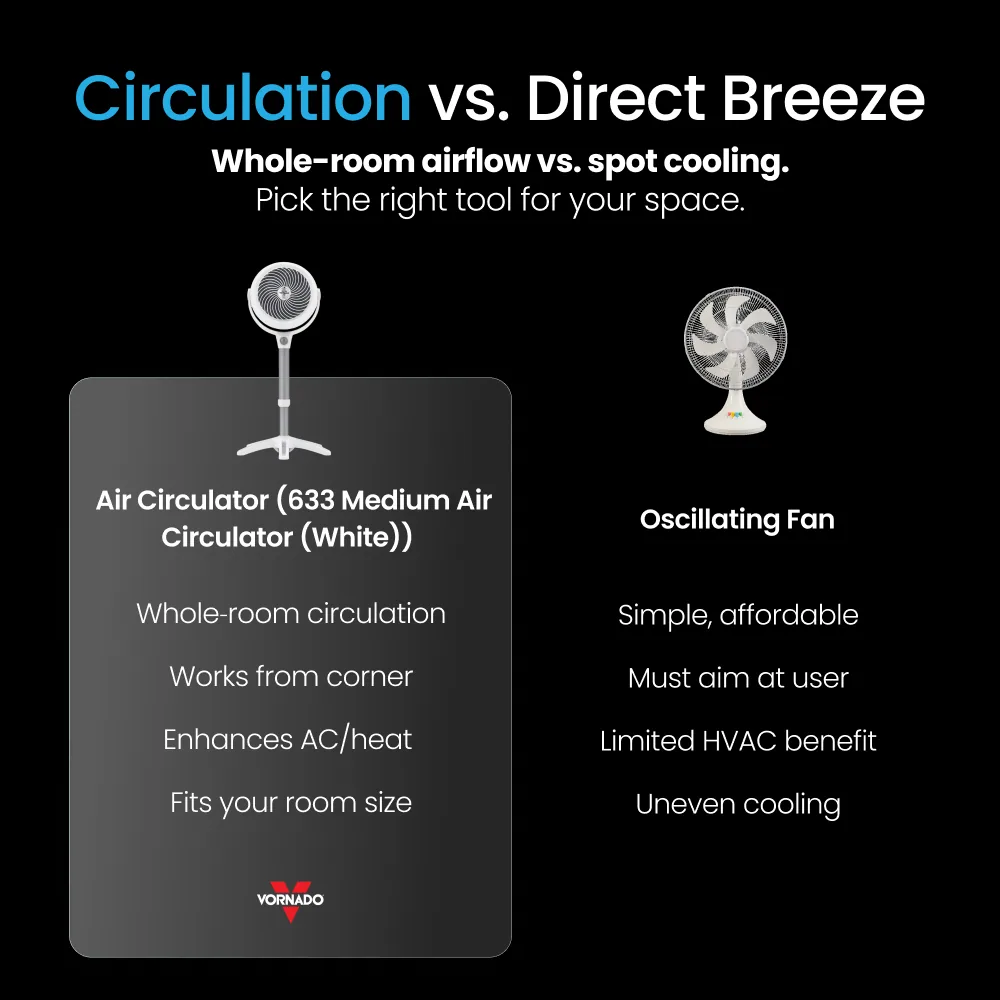 Circulation vs. Direct Breeze
Whole-room airflow vs. spot cooling.
Pick the right tool for your space.
Air Circulator (633 Medium Air
Circulator (White))
Whole-room circulation
Works from corner
Enhances AC/heat
Fits your room size
VORNADO
Oscillating Fan
Simple, affordable
Must aim at user
Limited HVAC benefit
Uneven cooling